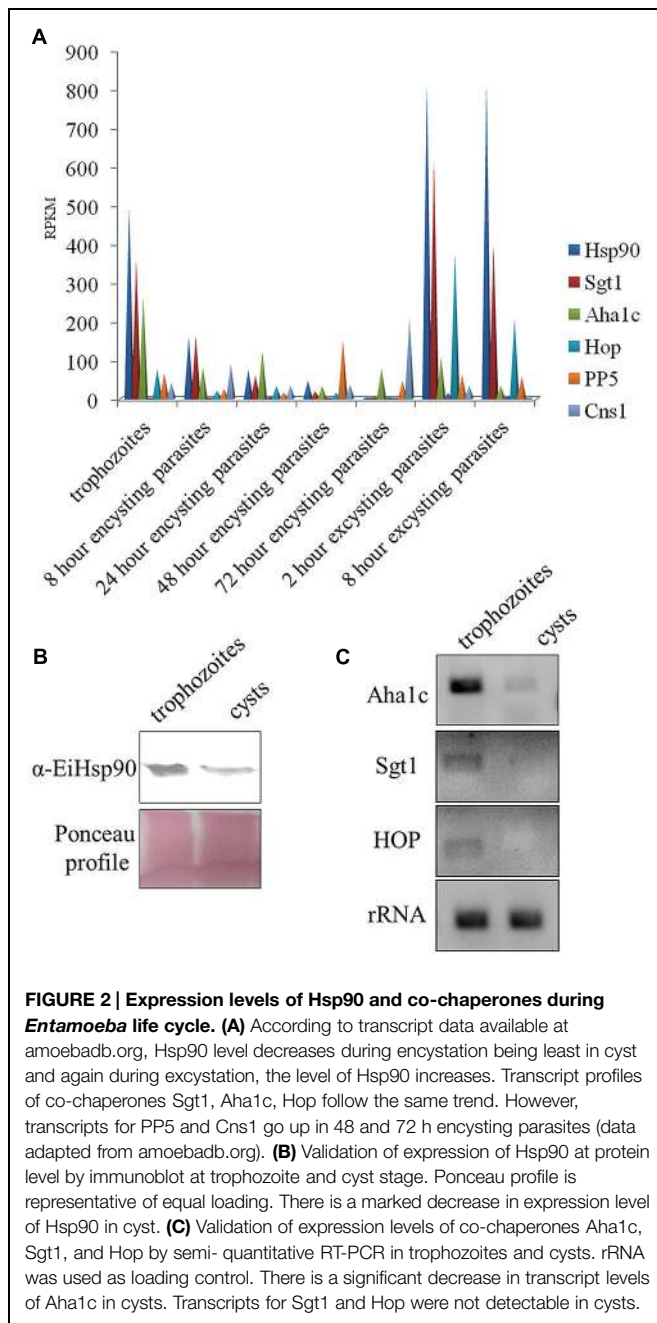 A
900
800
700
600
500
400
300
200
100
0
RPKM
trophozoites
8 hour encysting parasites
24 hour encysting parasites
48 hour encysting parasites
72 hour encysting parasites
2 hour excysting parasites
8 hour excysting parasites
Hsp90
Sgt1
Aha1c
Hop
PP5
Cns1
B
trophozoites
cysts
α-EiHsp90
Ponceau
profile
C
trophozoites
cysts
Aha1c
Sgt1
HOP
rRNA
FIGURE 2 | Expression levels of Hsp90 and co-chaperones during
Entamoeba life cycle. (A) According to transcript data available at
amoebadb.org, Hsp90 level decreases during encystation being least in cyst
and again during excystation, the level of Hsp90 increases. Transcript profiles
of co-chaperones Sgt1, Aha1c, Hop follow the same trend. However,
transcripts for PP5 and Cns1 go up in 48 and 72 h encysting parasites (data
adapted from amoebadb.org). (B) Validation of expression of Hsp90 at protein
level by immunoblot at trophozoite and cyst stage. Ponceau profile is
representative of equal loading. There is a marked decrease in expression level
of Hsp90 in cyst. (C) Validation of expression levels of co-chaperones Aha1c,
Sgt1, and Hop by semi- quantitative RT-PCR in trophozoites and cysts. rRNA
was used as loading control. There is a significant decrease in transcript levels
of Aha1c in cysts. Transcripts for Sgt1 and Hop were not detectable in cysts.